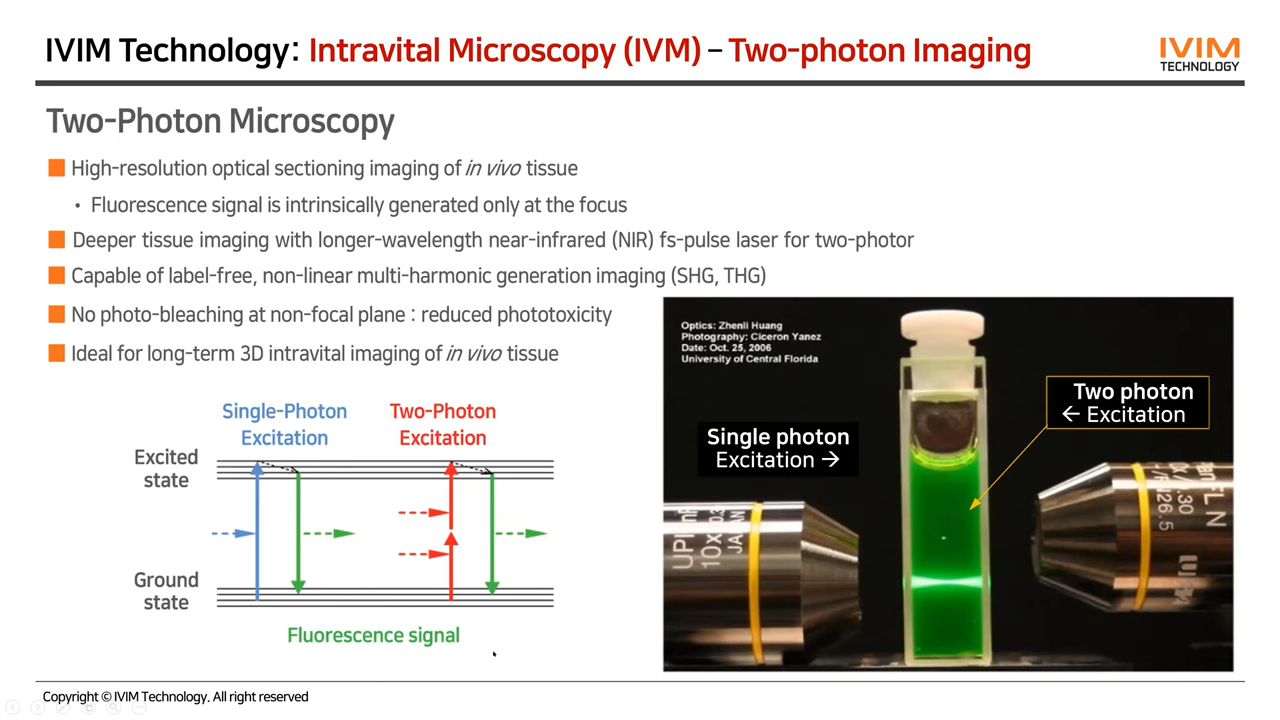 IVIM Technology: Intravital Microscopy (IVM) – Two-photon Imaging
IVIM
TECHNOLOGY
Two-Photon Microscopy
High-resolution optical sectioning imaging of in vivo tissue
• Fluorescence signal is intrinsically generated only at the focus
Deeper tissue imaging with longer-wavelength near-infrared (NIR) fs-pulse laser for two-photor
Capable of label-free, non-linear multi-harmonic generation imaging (SHG, THG)
No photo-bleaching at non-focal plane : reduced phototoxicity
Ideal for long-term 3D intravital imaging of in vivo tissue
Single-Photon
Excitation
Two-Photon
Excitation
Excited
state
Ground
state
Fluorescence signal
Optics: Zhenli Huang
Photography: Ciceron Yanez
Date: Oct. 25, 2006
University of Central Florida
Single photon
Excitation →
Two photon
← Excitation
10x
JAPAN
FL N
26.5
Copyright © IVIM Technology. All right reserved